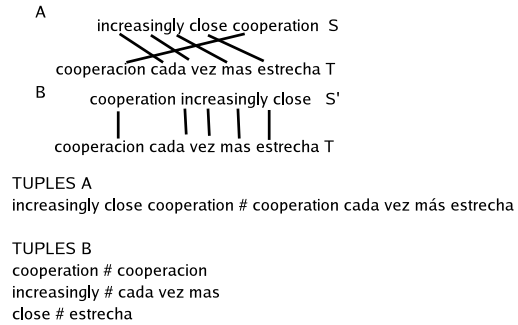 A
increasingly close cooperation S
cooperacion cada vez mas estrecha T
B
cooperation increasingly close S'
cooperacion cada vez mas estrecha T
TUPLES A
increasingly close cooperation # cooperation cada vez más estrecha
TUPLES B
cooperation # cooperacion
increasingly # cada vez mas
close # estrecha